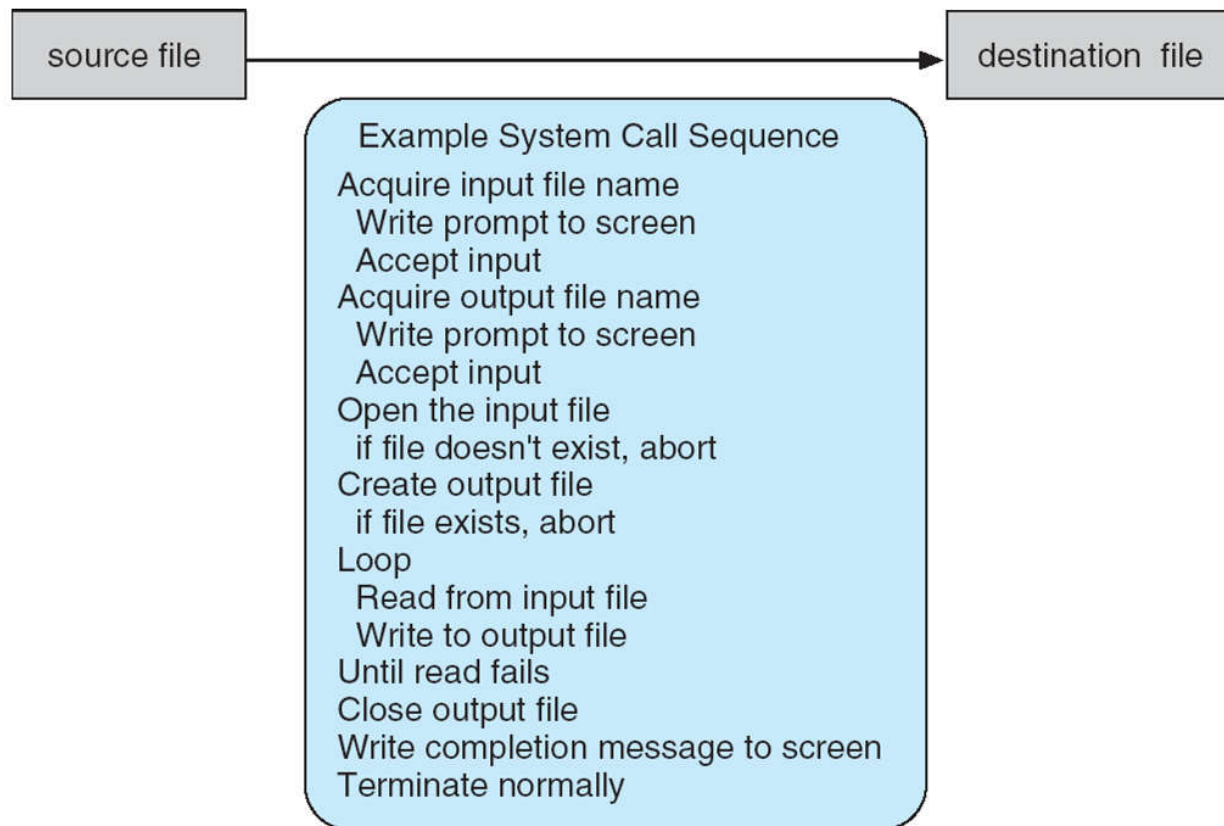 source file
destination file
Example System Call Sequence
Acquire input file name
Write prompt to screen
Accept input
Acquire output file name
Write prompt to screen
Accept input
Open the input file
if file doesn't exist, abort
Create output file
if file exists, abort
Loop
Read from input file
Write to output file
Until read fails
Close output file
Write completion message to screen
Terminate normally